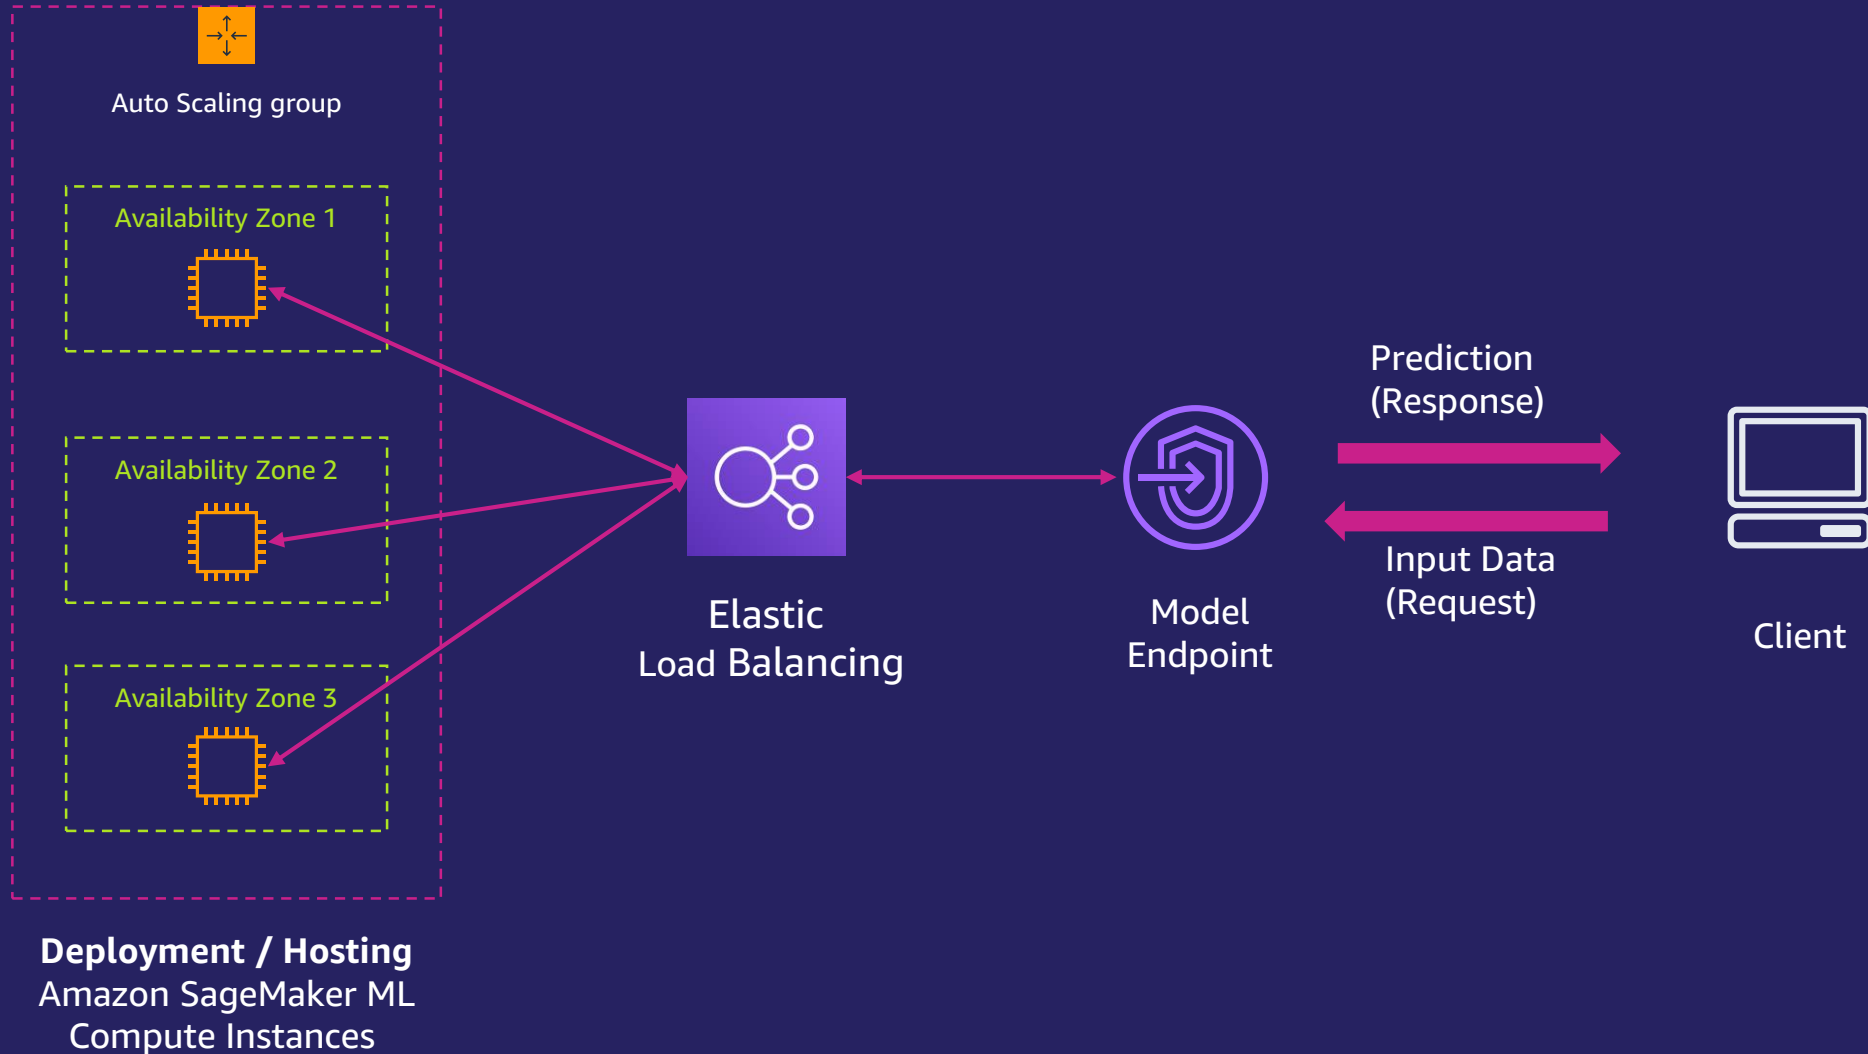 Auto Scaling group
Availability Zone 1
Availability Zone 2
Availability Zone 3
Deployment / Hosting
Amazon SageMaker ML
Compute Instances
Elastic
Load Balancing
Model
Endpoint
Prediction
(Response)
Input Data
(Request)
Client